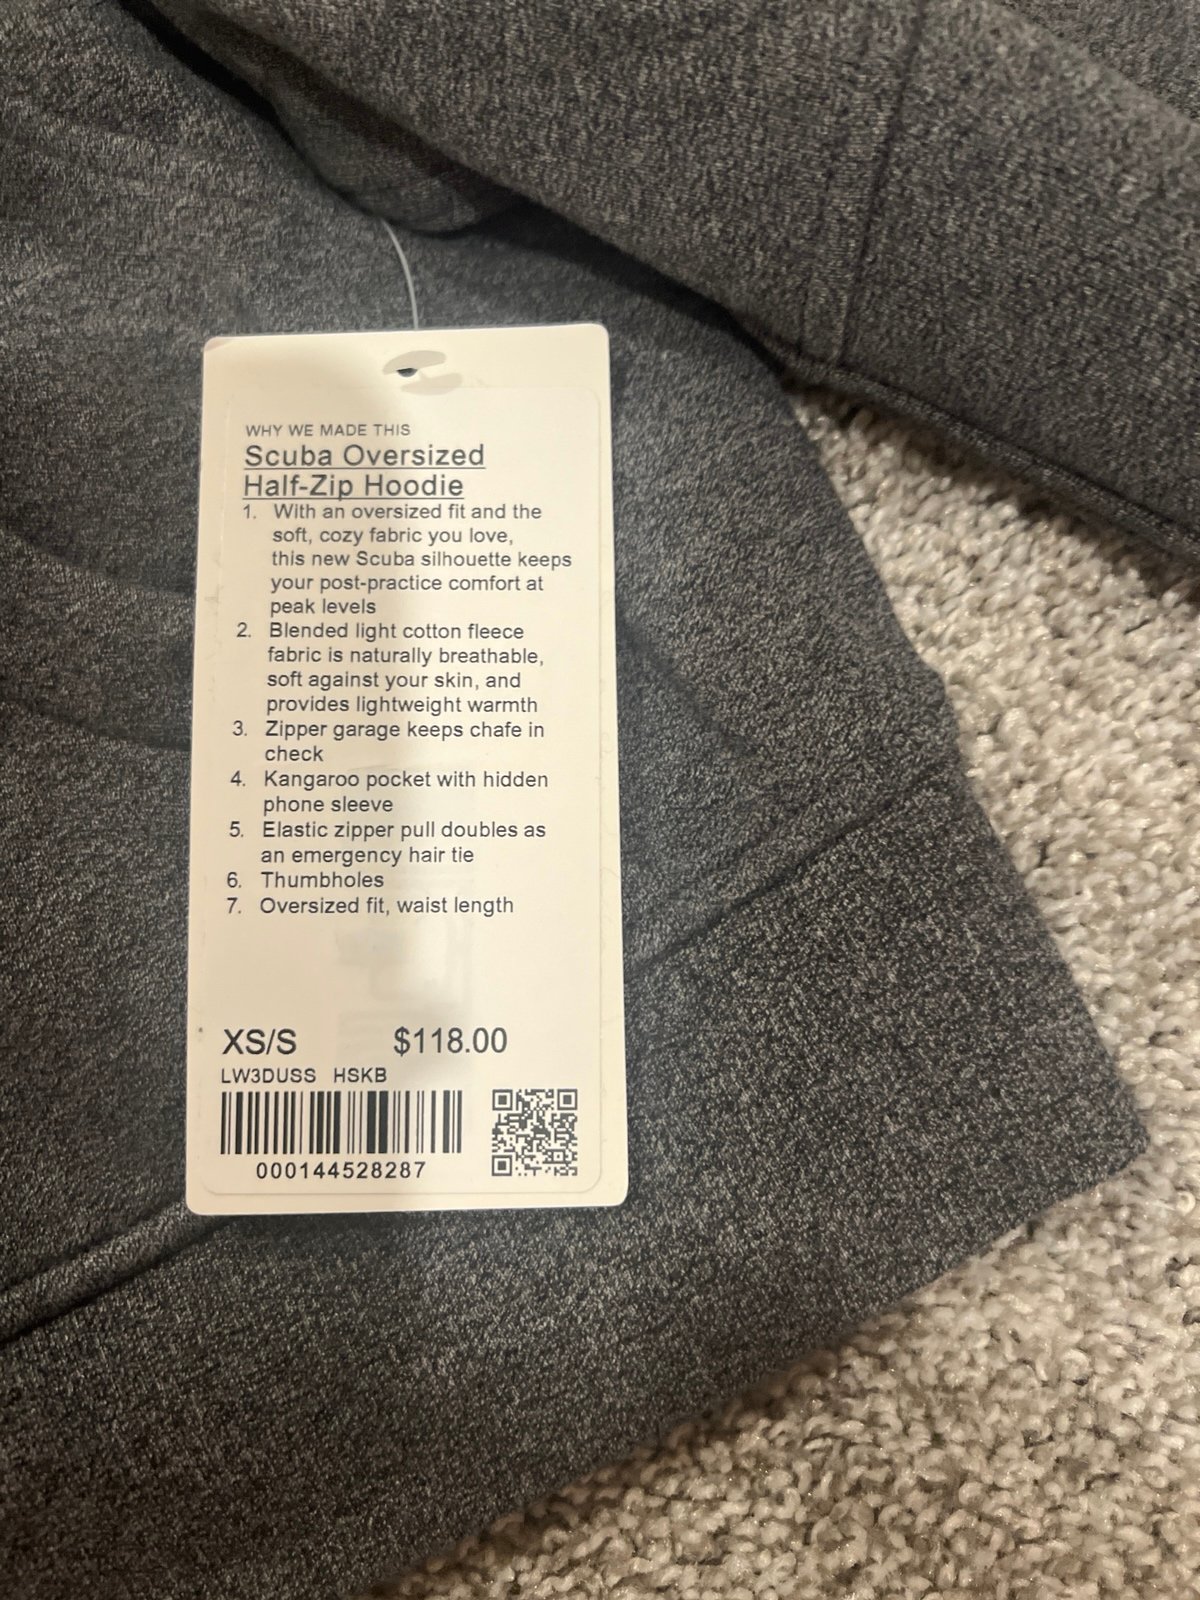 WHY WE MADE THIS
Scuba Oversized
Half-Zip Hoodie
1. With an oversized fit and the
soft, cozy fabric you love,
this new Scuba silhouette keeps
your post-practice comfort at
peak levels
2. Blended light cotton fleece
fabric is naturally breathable,
soft against your skin, and
provides lightweight warmth
3. Zipper garage keeps chafe in
check
4. Kangaroo pocket with hidden
phone sleeve
5. Elastic zipper pull doubles as
an emergency hair tie
6. Thumbholes
7. Oversized fit, waist length
XS/S $118.00
LW3DUSS HSKB
000144528287